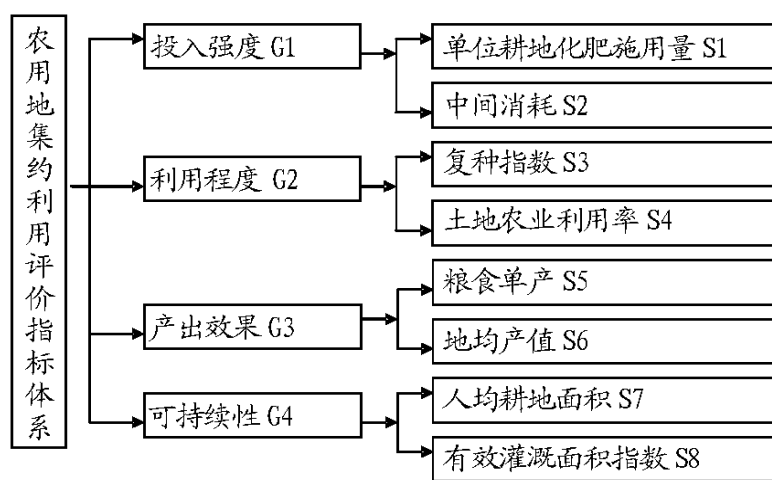 农用地集约利用评价指标体系
投入强度 G1
单位耕地化肥施用量 S1
中间消耗 S2
利用程度 G2
复种指数 S3
土地农业利用率 S4
产出效果 G3
粮食单产 S5
地均产值 S6
可持续性 G4
人均耕地面积 S7
有效灌溉面积指数 S8